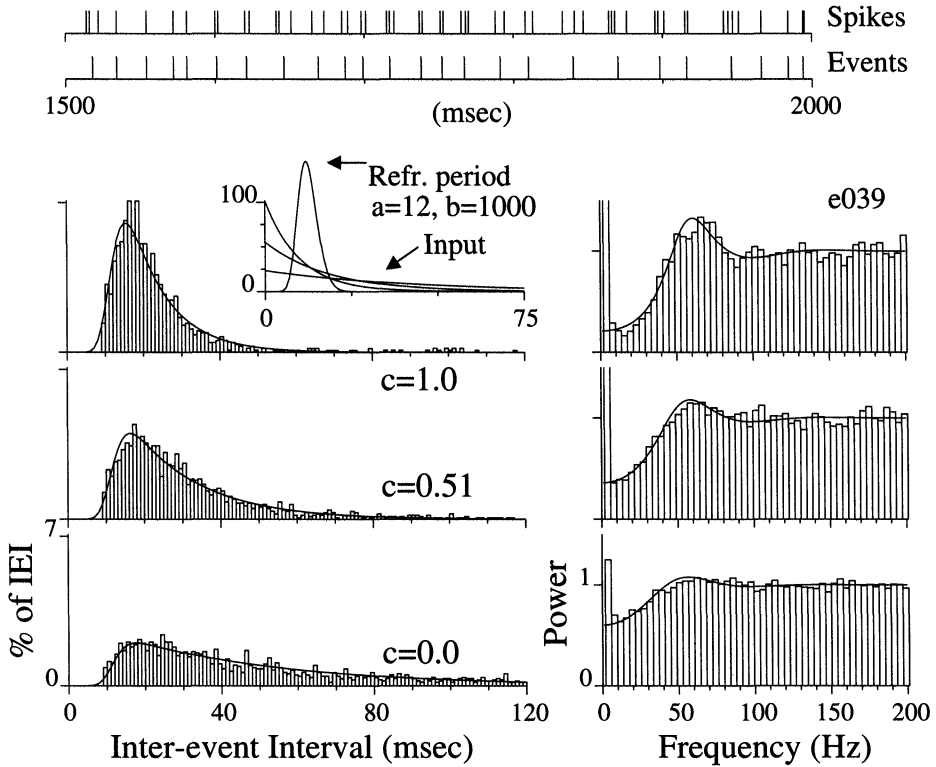 Spikes
Events
1500
(msec)
2000
100
0
0
75
Refr. period
a=12, b=1000
Input
e039
c=1.0
c=0.51
7
% of IEI
c=0.0
0
0
40
80
120
Inter-event Interval (msec)
Power
1
0
0
50
100
150
200
Frequency (Hz)